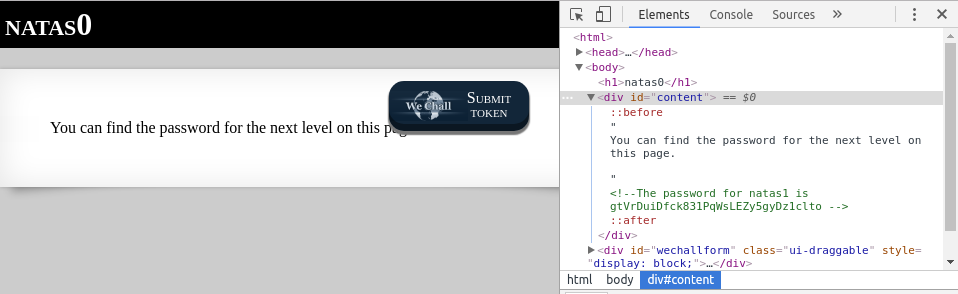 NATAS0
You can find the password for the next level on this pag
We Chall
SUBMIT
TOKEN
Elements Console Sources »
<html>
▶<head>…</head>
▼<body>
<h1>natas0</h1>
… ▼<div id="content"> == $0
::before
"
You can find the password for the next level on
this page.
"
<!--The password for natas1 is
gtVrDuiDfck831PqWsLEZy5gyDz1clto -->
::after
</div>
▶<div id="wechallform" class="ui-draggable" style=
"display: block;">…</div>
html body div#content